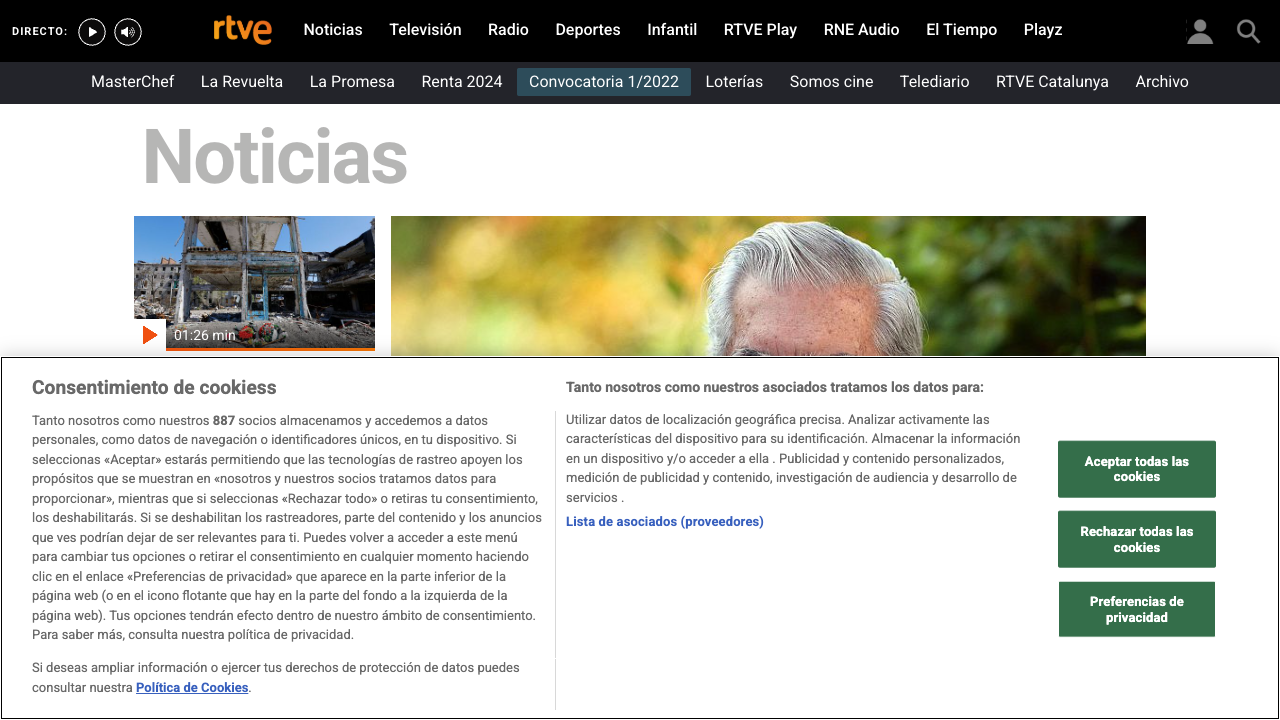 DIRECTO:
rtve
Noticias Televisión Radio Deportes Infantil RTVE Play RNE Audio El Tiempo Playz
MasterChef La Revuelta La Promesa Renta 2024 Convocatoria 1/2022 Loterías Somos cine Telediario RTVE Catalunya Archivo
Noticias
01:26 min
Consentimiento de cookiess
Tanto nosotros como nuestros 887 socios almacenamos y accedemos a datos
personales, como datos de navegación o identificadores únicos, en tu dispositivo. Si
seleccionas «Aceptar» estarás permitiendo que las tecnologías de rastreo apoyen los
propósitos que se muestran en «nosotros y nuestros socios tratamos datos para
proporcionar», mientras que si seleccionas «Rechazar todo» o retiras tu consentimiento,
los deshabilitarás. Si se deshabilitan los rastreadores, parte del contenido y los anuncios
que ves podrían dejar de ser relevantes para ti. Puedes volver a acceder a este menú
para cambiar tus opciones o retirar el consentimiento en cualquier momento haciendo
clic en el enlace «Preferencias de privacidad» que aparece en la parte inferior de la
página web (o en el icono flotante que hay en la parte del fondo a la izquierda de la
página web). Tus opciones tendrán efecto dentro de nuestro ámbito de consentimiento.
Para saber más, consulta nuestra política de privacidad.
Si deseas ampliar información o ejercer tus derechos de protección de datos puedes
consultar nuestra Política de Cookies.
Tanto nosotros como nuestros asociados tratamos los datos para:
Utilizar datos de localización geográfica precisa. Analizar activamente las
características del dispositivo para su identificación. Almacenar la información
en un dispositivo y/o acceder a ella . Publicidad y contenido personalizados,
medición de publicidad y contenido, investigación de audiencia y desarrollo de
servicios .
Lista de asociados (proveedores)
Aceptar todas las
cookies
Rechazar todas las
cookies
Preferencias de
privacidad